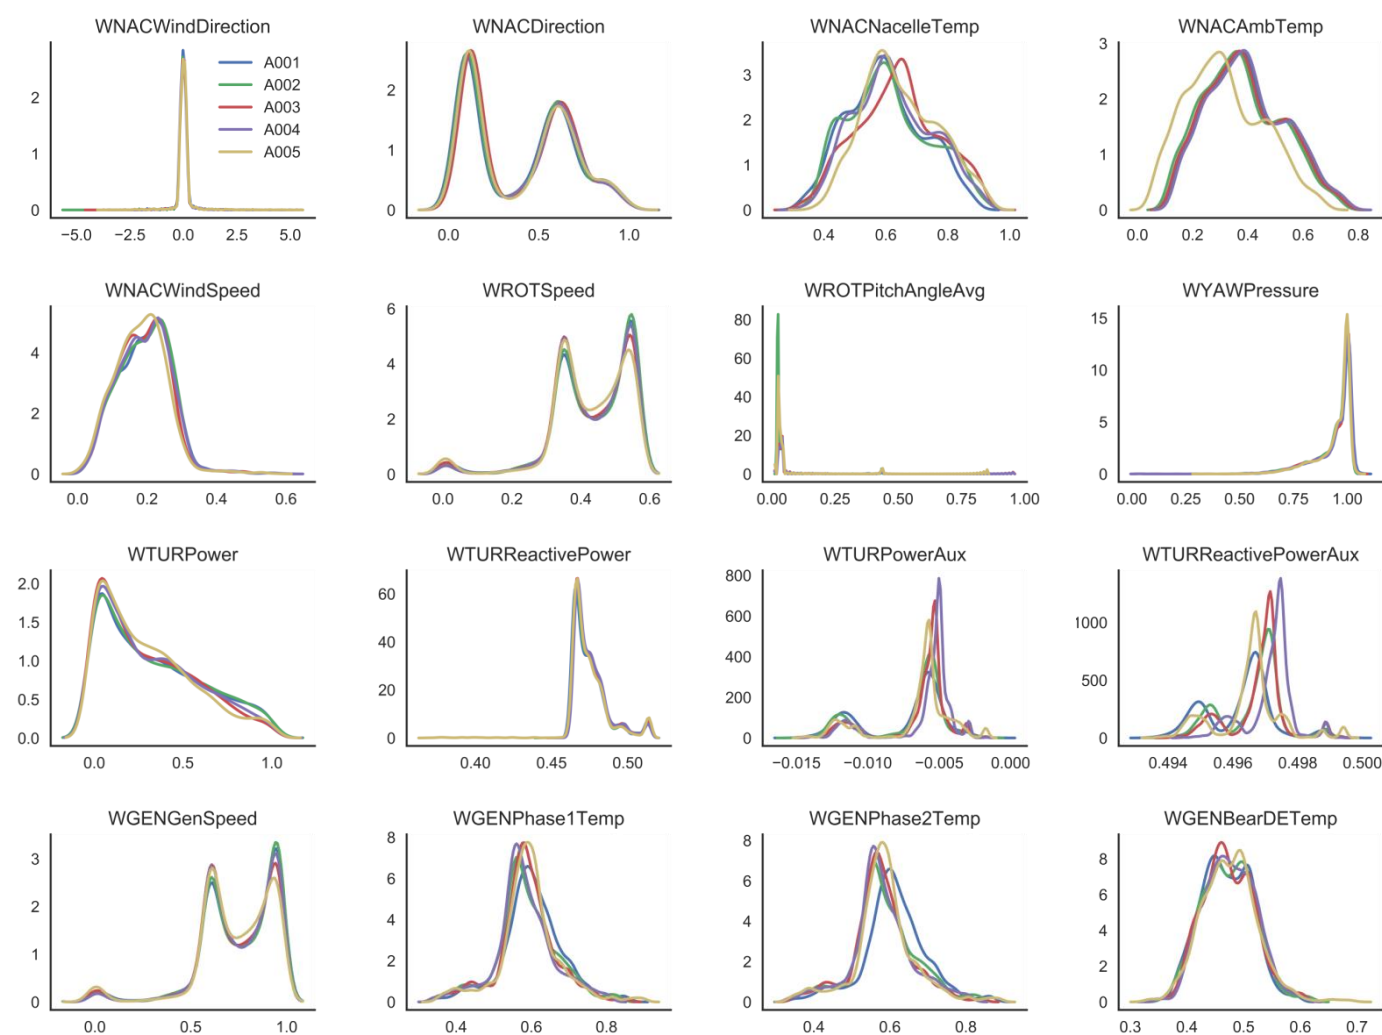 WNACWindDirection
2
1
0
−5.0 −2.5 0.0 2.5 5.0
A001
A002
A003
A004
A005
WNACDirection
2
1
0
0.0 0.5 1.0
WNACNacelleTemp
3
2
1
0
0.4 0.6 0.8 1.0
WNACAmbTemp
3
2
1
0
0.0 0.2 0.4 0.6 0.8
WNACWindSpeed
4
2
0
0.0 0.2 0.4 0.6
WROTSpeed
6
4
2
0
0.0 0.2 0.4 0.6
WROTPitchAngleAvg
80
60
40
20
0
0.00 0.25 0.50 0.75 1.00
WYAWPressure
15
10
5
0
0.00 0.25 0.50 0.75 1.00
WTURPower
2.0
1.5
1.0
0.5
0.0
0.0 0.5 1.0
WTURReactivePower
60
40
20
0
0.40 0.45 0.50
WTURPowerAux
800
600
400
200
0
−0.015 −0.010 −0.005 0.000
WTURReactivePowerAux
1000
500
0
0.494 0.496 0.498 0.500
WGENGenSpeed
3
2
1
0
0.0 0.5 1.0
WGENPhase1Temp
8
6
4
2
0
0.4 0.6 0.8
WGENPhase2Temp
8
6
4
2
0
0.4 0.6 0.8
WGENBearDETemp
8
6
4
2
0
0.3 0.4 0.5 0.6 0.7